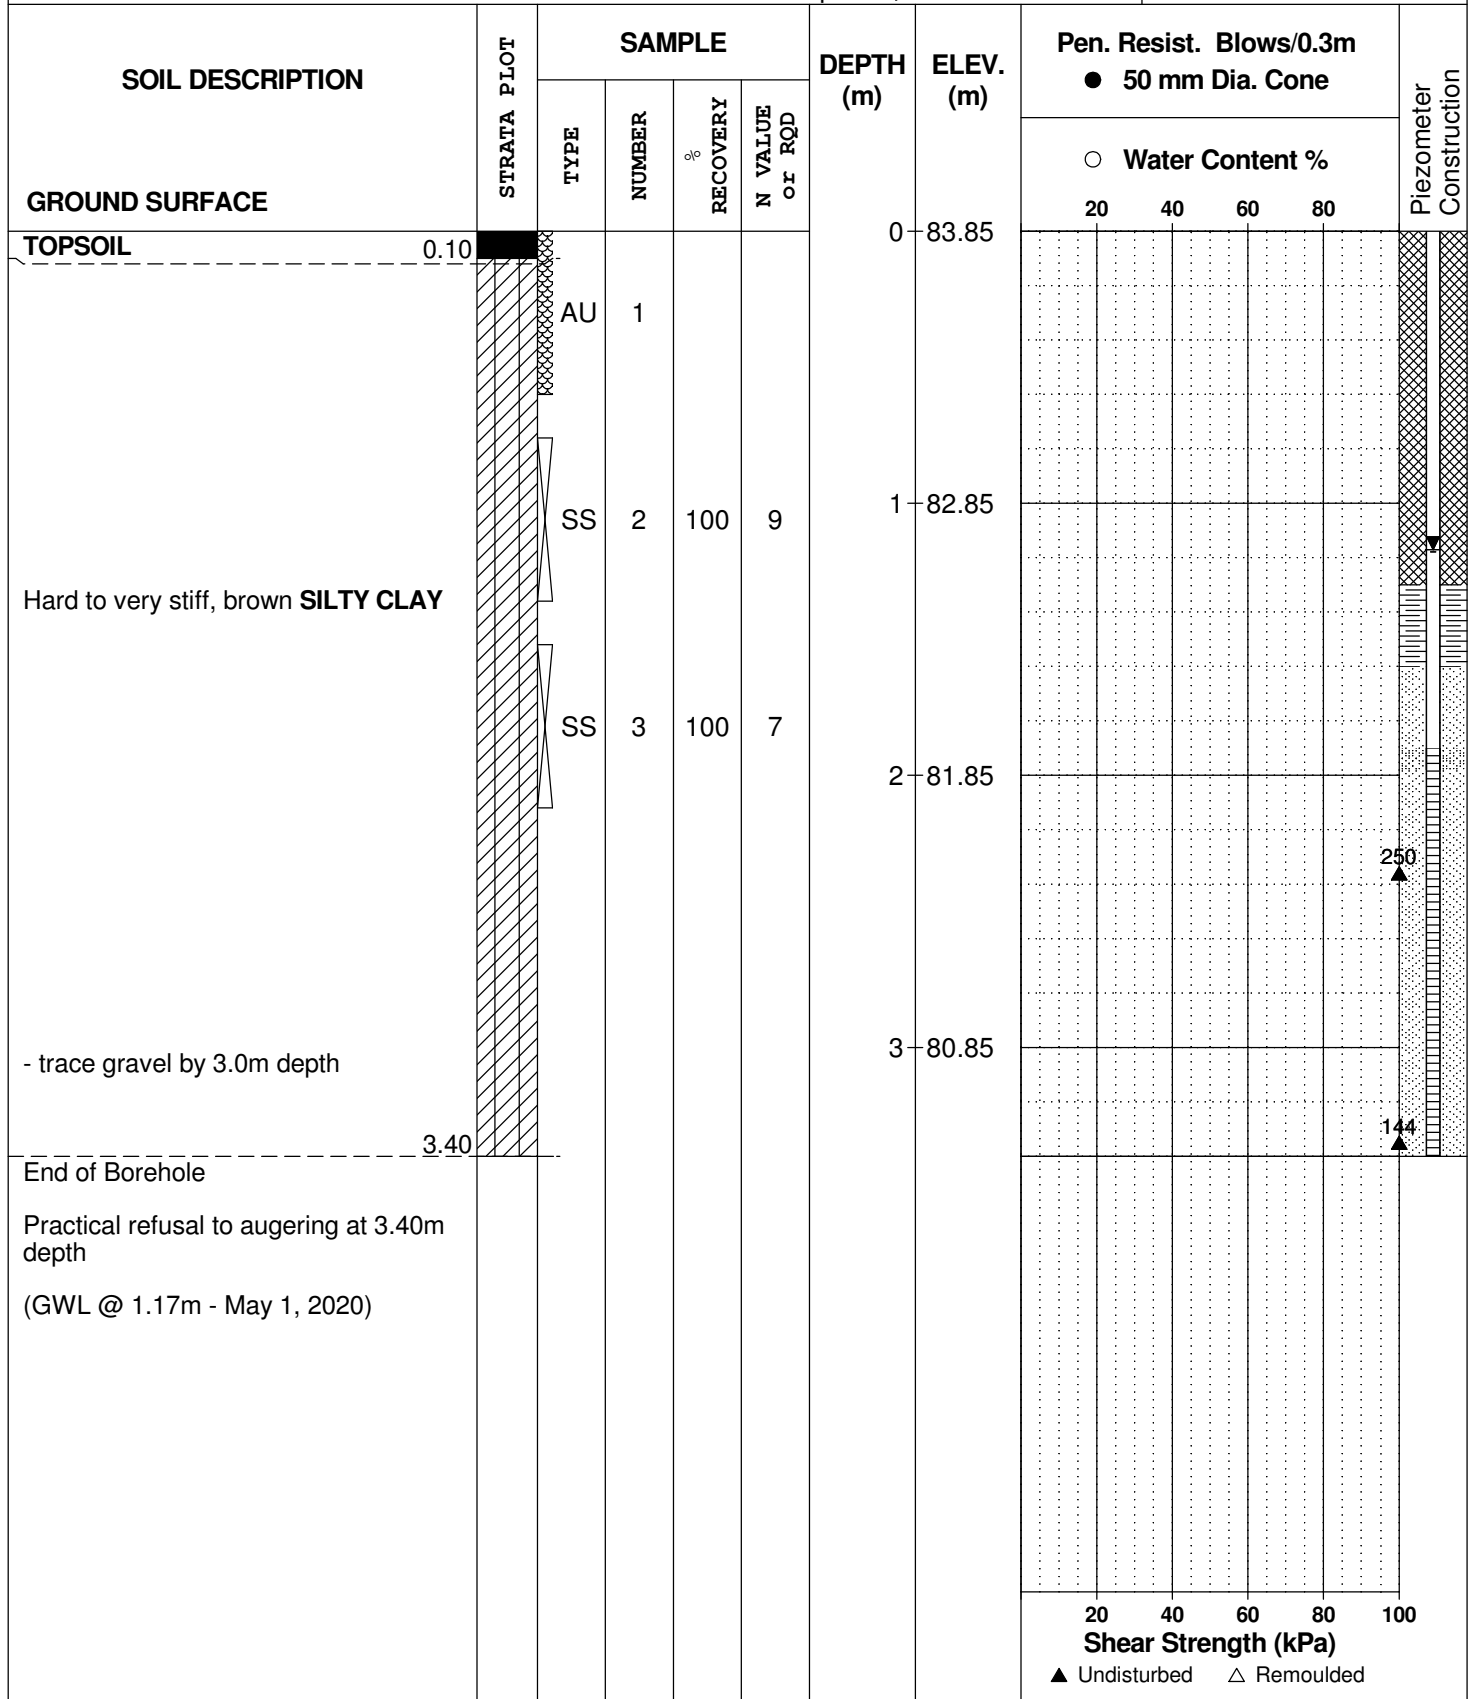 SOIL DESCRIPTION
GROUND SURFACE
STRATA PLOT
SAMPLE
TYPE
NUMBER
%
RECOVERY
N VALUE
or RQD
DEPTH
(m)
ELEV.
(m)
Pen. Resist. Blows/0.3m
● 50 mm Dia. Cone
○ Water Content %
20 40 60 80
Piezometer
Construction
TOPSOIL 0.10
0 83.85
AU 1
SS 2 100 9
1 82.85
Hard to very stiff, brown SILTY CLAY
SS 3 100 7
2 81.85
250
- trace gravel by 3.0m depth
3 80.85
144
3.40
End of Borehole
Practical refusal to augering at 3.40m
depth
(GWL @ 1.17m - May 1, 2020)
20 40 60 80 100
Shear Strength (kPa)
▲ Undisturbed △ Remoulded